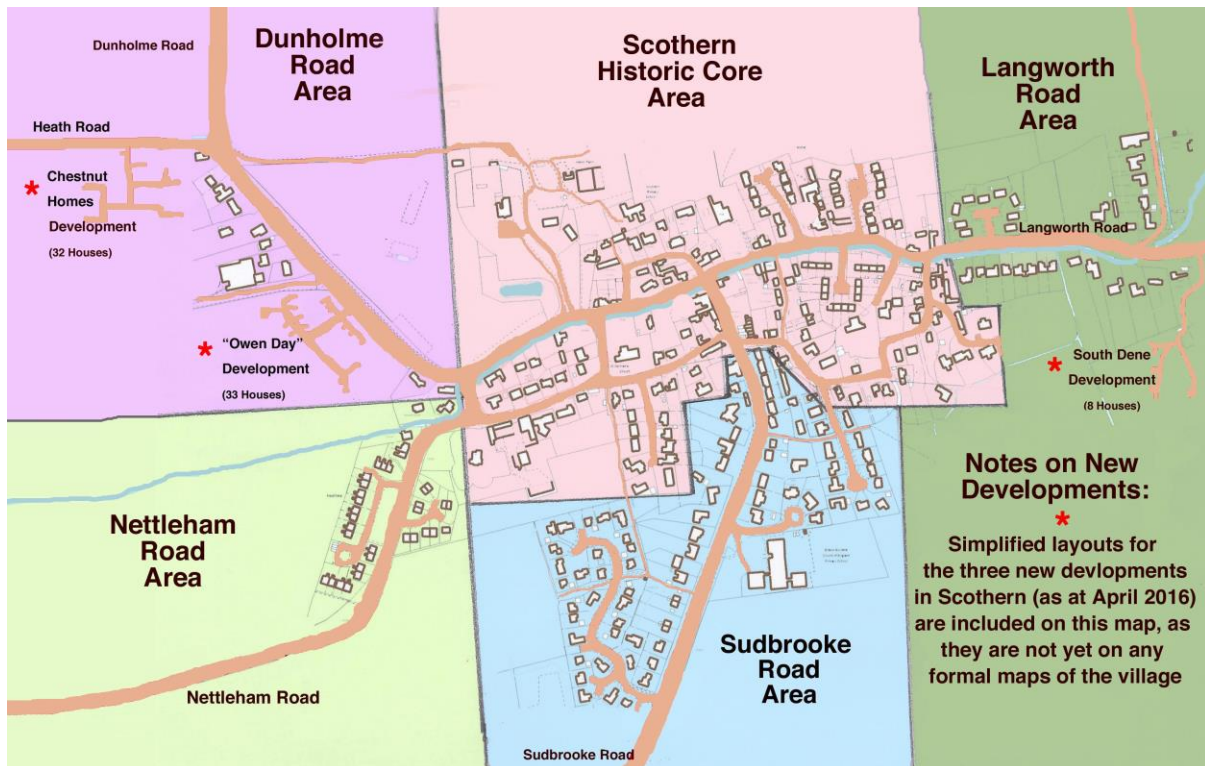 Dunholme Road
Dunholme
Road
Area
Scothern
Historic Core
Area
Langworth
Road
Area
Heath Road
* Chestnut
Homes
Development
(32 Houses)
Langworth Road
* “Owen Day”
Development
(33 Houses)
* South Dene
Development
(8 Houses)
Nettleham
Road
Area
Nettleham Road
Sudbrooke
Road
Area
Sudbrooke Road
Notes on New
Developments:
*
Simplified layouts for
the three new devlopments
in Scothern (as at April 2016)
are included on this map, as
they are not yet on any
formal maps of the village